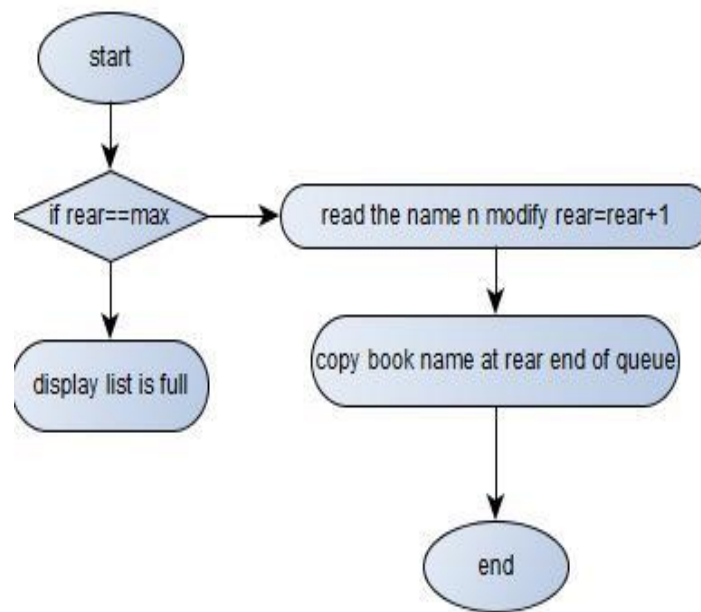 start
if rear==max
read the name n modify rear=rear+1
display list is full
copy book name at rear end of queue
end